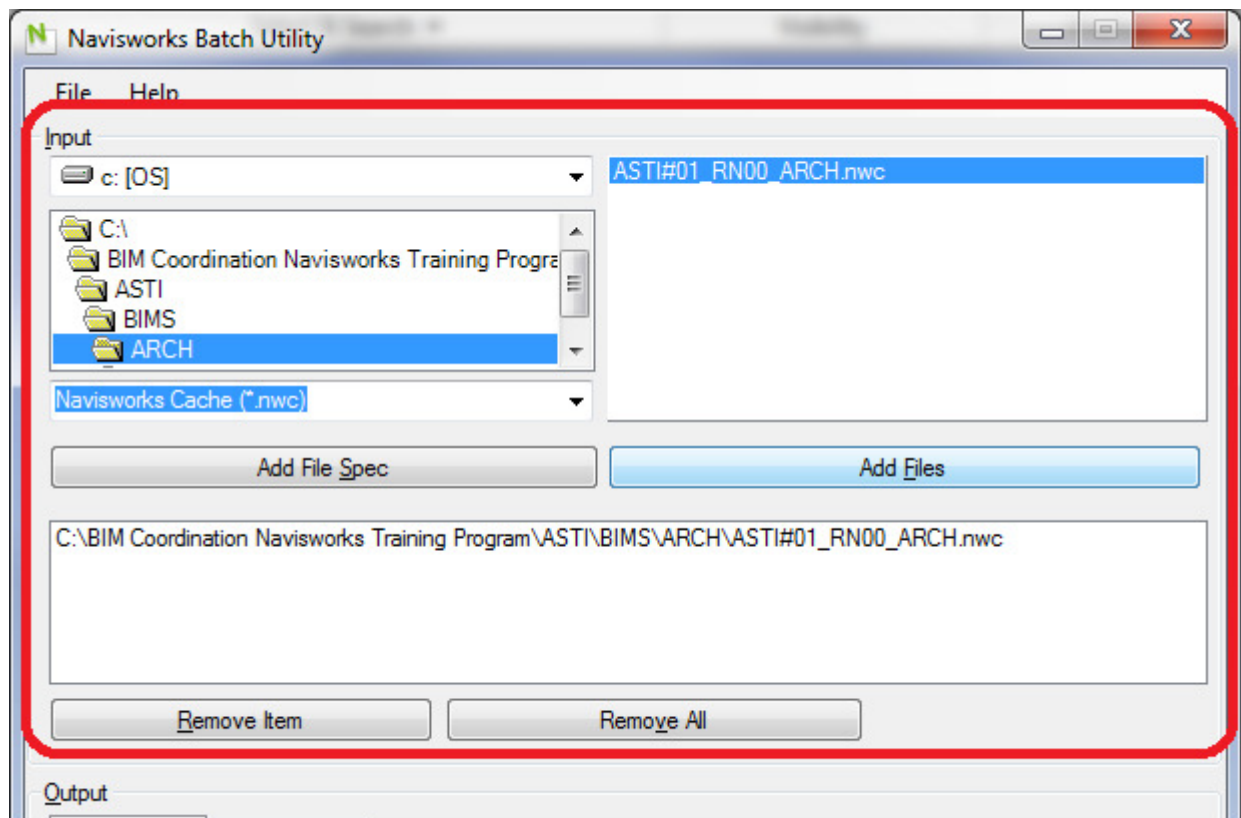 Navisworks Batch Utility
File Help
Input
c: [OS]
ASTI#01_RN00_ARCH.nwc
C:\
BIM Coordination Navisworks Training Progra
ASTI
BIMS
ARCH
Navisworks Cache (*.nwc)
Add File Spec
Add Files
C:\BIM Coordination Navisworks Training Program\ASTI\BIMS\ARCH\ASTI#01_RN00_ARCH.nwc
Remove Item
Remove All
Output